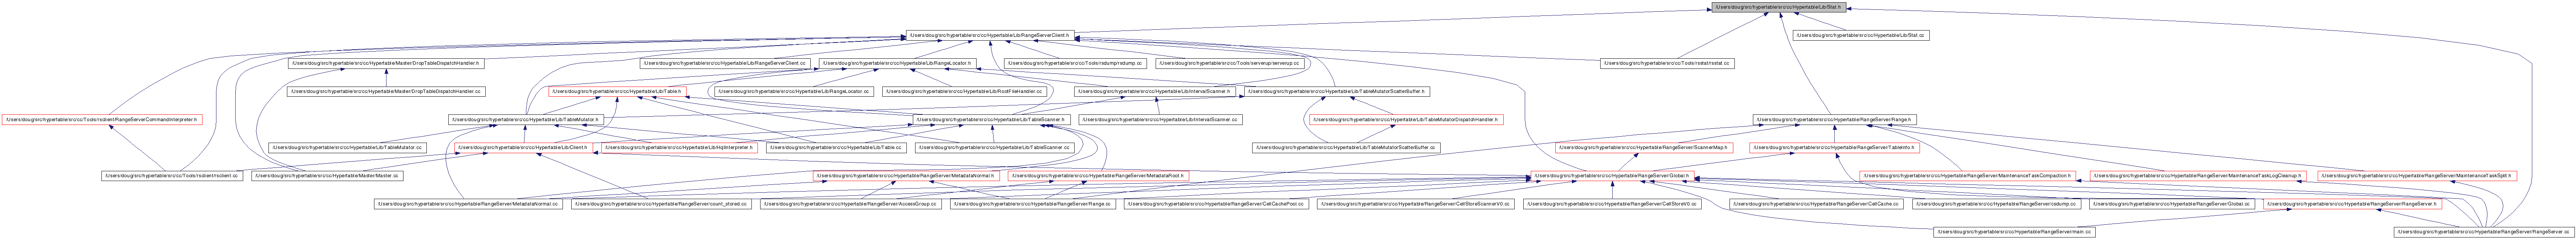 /Users/doug/src/hypertable/src/cc/Hypertable/Lib/Stat.h
/Users/doug/src/hypertable/src/cc/Hypertable/Lib/RangeServerClient.h
/Users/doug/src/hypertable/src/cc/Hypertable/Lib/Stat.cc
/Users/doug/src/hypertable/src/cc/Hypertable/Master/DropTableDispatchHandler.h
/Users/doug/src/hypertable/src/cc/Hypertable/Lib/RangeServerClient.cc
/Users/doug/src/hypertable/src/cc/Hypertable/Lib/RangeLocator.h
/Users/doug/src/hypertable/src/cc/Tools/rsdump/rsdump.cc
/Users/doug/src/hypertable/src/cc/Tools/serverup/serverup.cc
/Users/doug/src/hypertable/src/cc/Tools/rsstat/rsstat.cc
/Users/doug/src/hypertable/src/cc/Hypertable/Master/DropTableDispatchHandler.cc
/Users/doug/src/hypertable/src/cc/Hypertable/Lib/Table.h
/Users/doug/src/hypertable/src/cc/Hypertable/Lib/RangeLocator.cc
/Users/doug/src/hypertable/src/cc/Hypertable/Lib/RootFileHandler.cc
/Users/doug/src/hypertable/src/cc/Hypertable/Lib/IntervalScanner.h
/Users/doug/src/hypertable/src/cc/Hypertable/Lib/TableMutatorScatterBuffer.h
/Users/doug/src/hypertable/src/cc/Tools/rsclient/RangeServerCommandInterpreter.h
/Users/doug/src/hypertable/src/cc/Hypertable/Lib/TableMutator.h
/Users/doug/src/hypertable/src/cc/Hypertable/Lib/TableScanner.h
/Users/doug/src/hypertable/src/cc/Hypertable/Lib/IntervalScanner.cc
/Users/doug/src/hypertable/src/cc/Hypertable/Lib/TableMutatorDispatchHandler.h
/Users/doug/src/hypertable/src/cc/Hypertable/RangeServer/Range.h
/Users/doug/src/hypertable/src/cc/Hypertable/Lib/TableMutator.cc
/Users/doug/src/hypertable/src/cc/Hypertable/Lib/Client.h
/Users/doug/src/hypertable/src/cc/Hypertable/Lib/HqlInterpreter.h
/Users/doug/src/hypertable/src/cc/Hypertable/Lib/Table.cc
/Users/doug/src/hypertable/src/cc/Hypertable/Lib/TableScanner.cc
/Users/doug/src/hypertable/src/cc/Hypertable/Lib/TableMutatorScatterBuffer.cc
/Users/doug/src/hypertable/src/cc/Hypertable/RangeServer/ScannerMap.h
/Users/doug/src/hypertable/src/cc/Hypertable/RangeServer/TableInfo.h
/Users/doug/src/hypertable/src/cc/Tools/rsclient/rsclient.cc
/Users/doug/src/hypertable/src/cc/Hypertable/Master/Master.cc
/Users/doug/src/hypertable/src/cc/Hypertable/RangeServer/MetadataNormal.h
/Users/doug/src/hypertable/src/cc/Hypertable/RangeServer/MetadataRoot.h
/Users/doug/src/hypertable/src/cc/Hypertable/RangeServer/Global.h
/Users/doug/src/hypertable/src/cc/Hypertable/RangeServer/MaintenanceTaskCompaction.h
/Users/doug/src/hypertable/src/cc/Hypertable/RangeServer/MaintenanceTaskLogCleanup.h
/Users/doug/src/hypertable/src/cc/Hypertable/RangeServer/MaintenanceTaskSplit.h
/Users/doug/src/hypertable/src/cc/Hypertable/RangeServer/MetadataNormal.cc
/Users/doug/src/hypertable/src/cc/Hypertable/RangeServer/count_stored.cc
/Users/doug/src/hypertable/src/cc/Hypertable/RangeServer/AccessGroup.cc
/Users/doug/src/hypertable/src/cc/Hypertable/RangeServer/Range.cc
/Users/doug/src/hypertable/src/cc/Hypertable/RangeServer/CellCachePool.cc
/Users/doug/src/hypertable/src/cc/Hypertable/RangeServer/CellStoreScannerV0.cc
/Users/doug/src/hypertable/src/cc/Hypertable/RangeServer/CellStoreV0.cc
/Users/doug/src/hypertable/src/cc/Hypertable/RangeServer/CellCache.cc
/Users/doug/src/hypertable/src/cc/Hypertable/RangeServer/csdump.cc
/Users/doug/src/hypertable/src/cc/Hypertable/RangeServer/Global.cc
/Users/doug/src/hypertable/src/cc/Hypertable/RangeServer/RangeServer.h
/Users/doug/src/hypertable/src/cc/Hypertable/RangeServer/main.cc
/Users/doug/src/hypertable/src/cc/Hypertable/RangeServer/RangeServer.cc